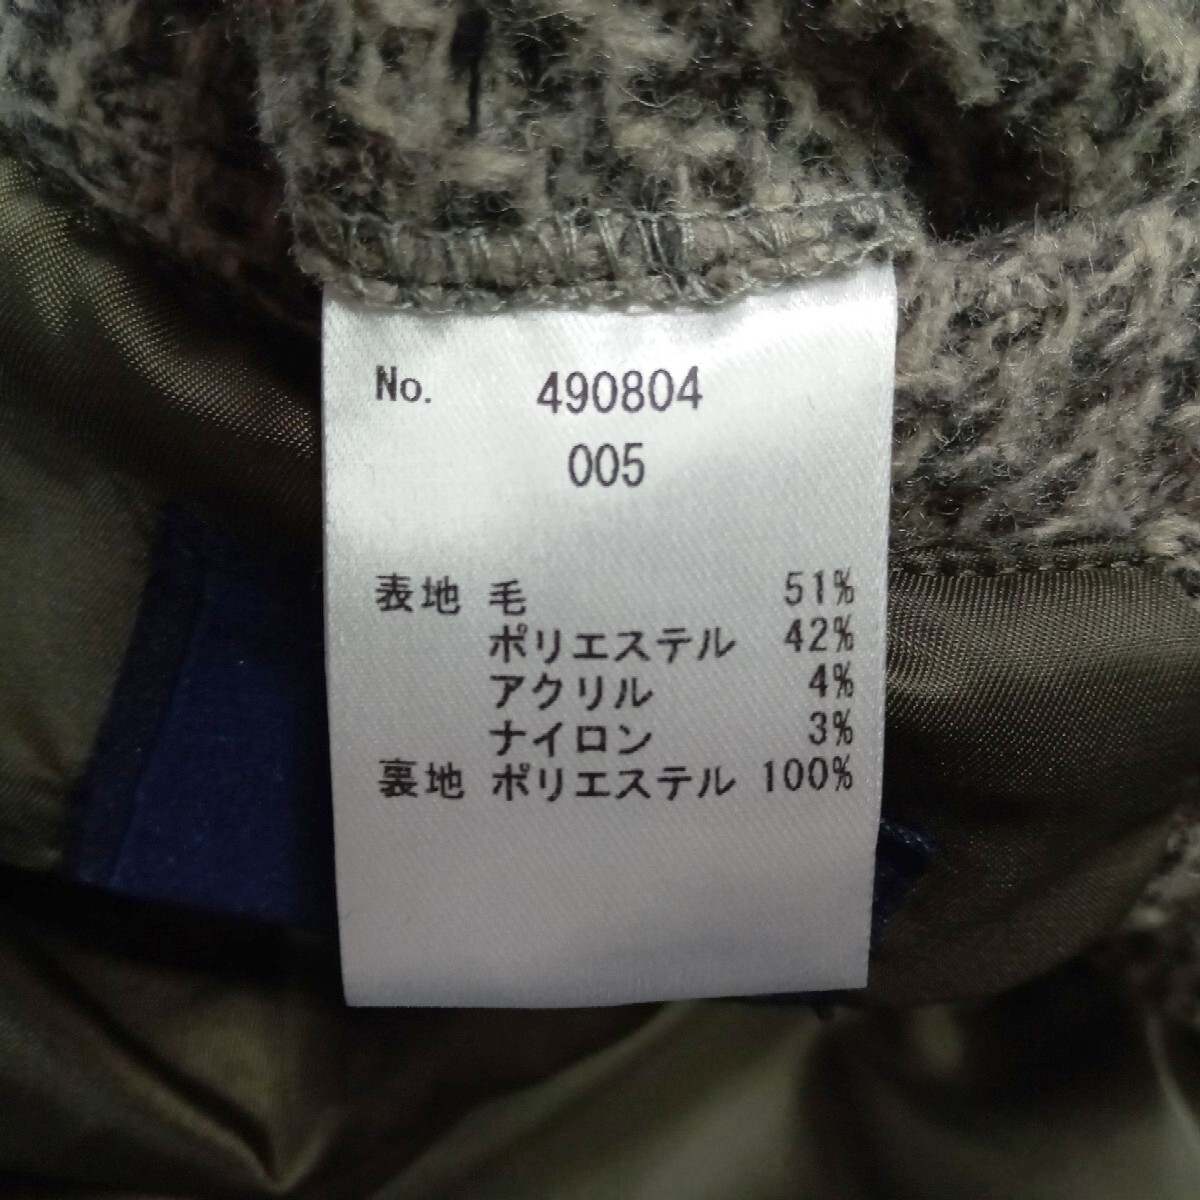 No. 490804
005
表地 毛 51%
ポリエステル 42%
アクリル 4%
ナイロン 3%
裏地 ポリエステル 100%